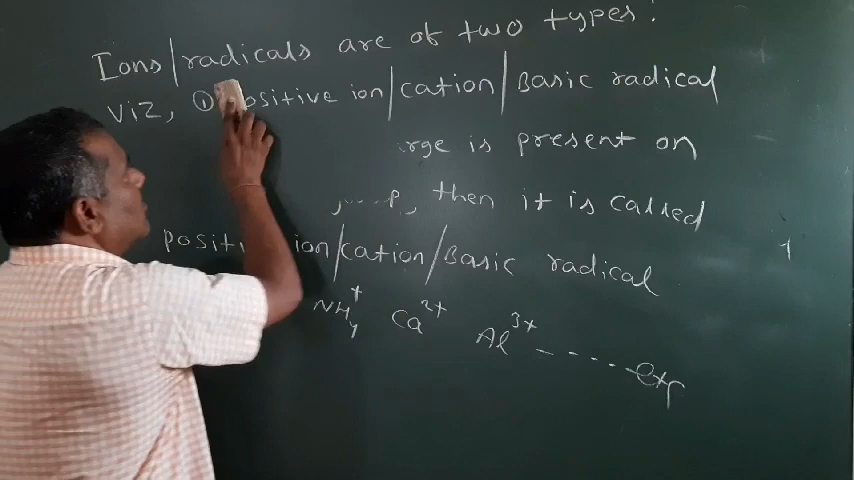 Ions/radicals are of two types:
viz, ① positive ion/cation/Basic radical
rge is present on
p, then it is called
positi ion/cation/Basic radical
NH₄⁺ Ca²⁺ Al³⁺ ----- etc